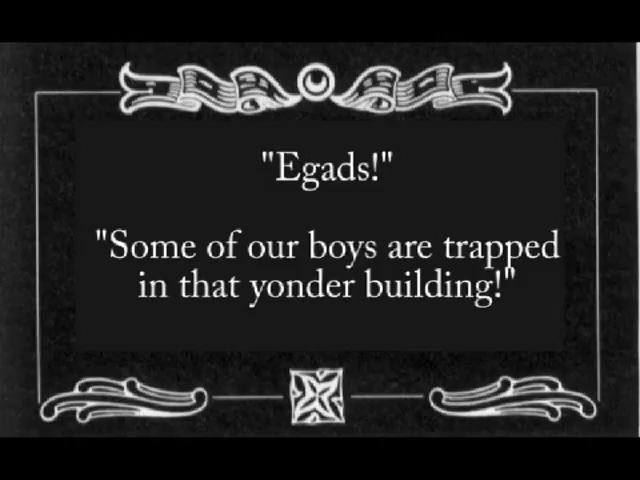 "Egads!"
"Some of our boys are trapped
in that yonder building!"